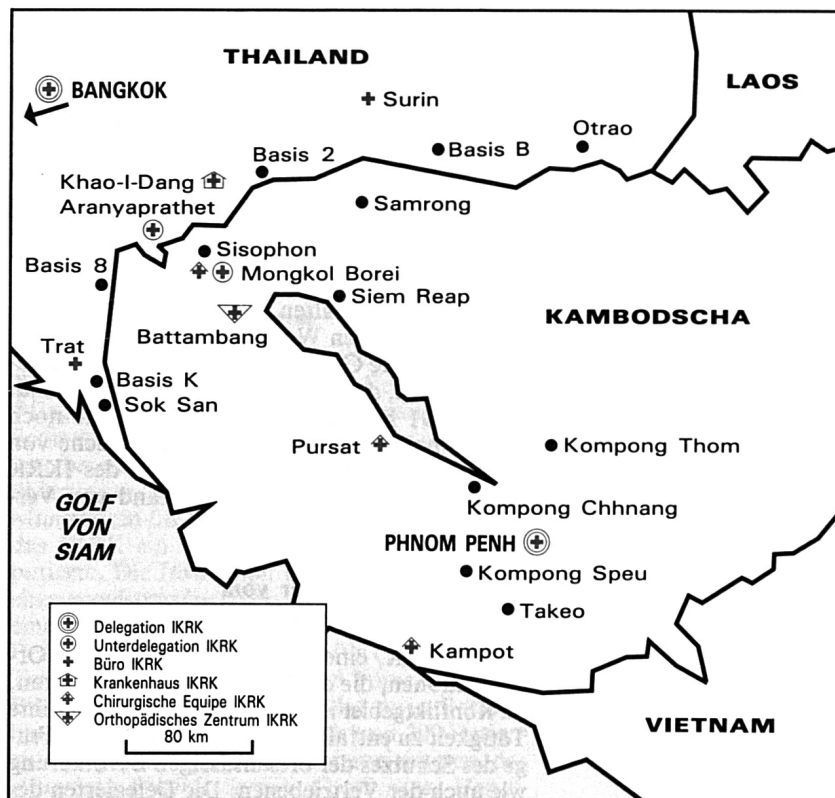 THAILAND
LAOS
BANGKOK
Surin
Otrao
Basis B
Basis 2
Khao-I-Dang
Aranyaprathet
Samrong
Sisophon
Mongkol Borei
Basis 8
Siem Reap
KAMBODSCHA
Battambang
Trat
Basis K
Sok San
Pursat
Kompong Thom
Kompong Chhnang
GOLF
VON
SIAM
PHNOM PENH
Kompong Speu
Takeo
Kampot
VIETNAM
Delegation IKRK
Unterdelegation IKRK
Büro IKRK
Krankenhaus IKRK
Chirurgische Equipe IKRK
Orthopädisches Zentrum IKRK
80 km